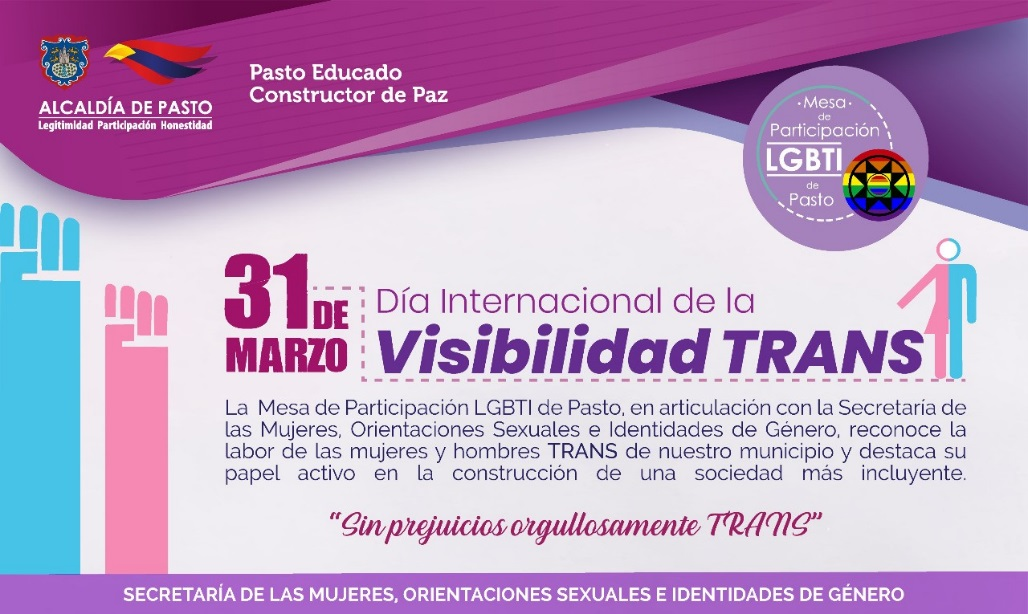 ALCALDÍA DE PASTO
Legitimidad Participación Honestidad
Pasto Educado
Constructor de Paz
Mesa
de
Participación
LGBTI
de
Pasto
31 DE
MARZO
Día Internacional de la
Visibilidad TRANS
La Mesa de Participación LGBTI de Pasto, en articulación con la Secretaría de
las Mujeres, Orientaciones Sexuales e Identidades de Género, reconoce la
labor de las mujeres y hombres TRANS de nuestro municipio y destaca su
papel activo en la construcción de una sociedad más incluyente.
“Sin prejuicios orgullosamente TRANS”
SECRETARÍA DE LAS MUJERES, ORIENTACIONES SEXUALES E IDENTIDADES DE GÉNERO